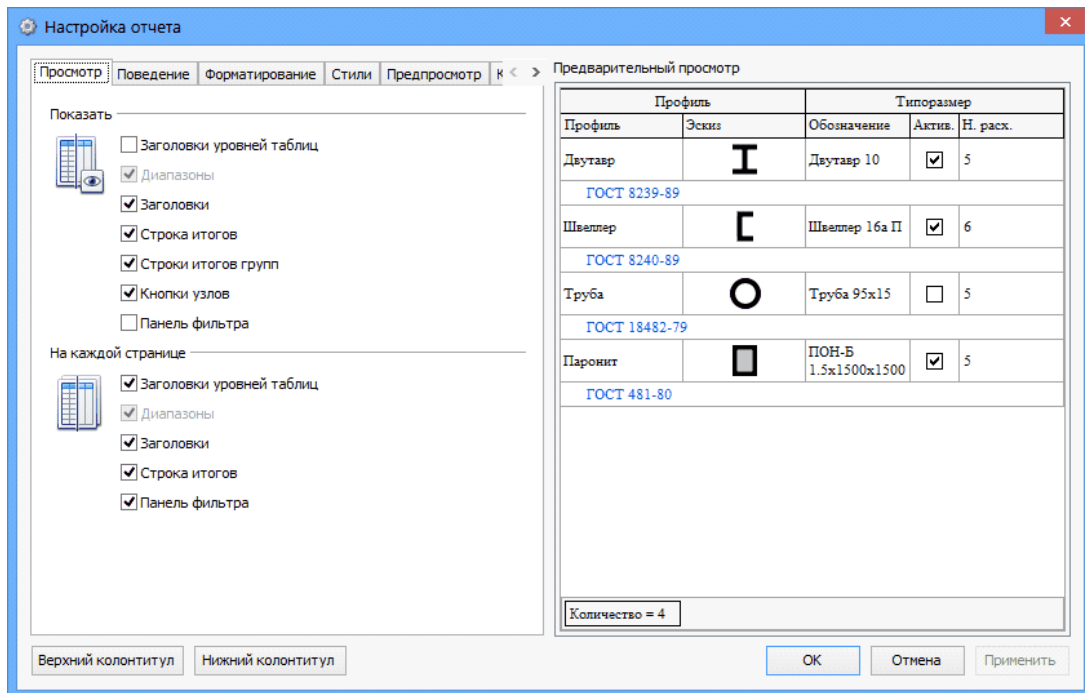 Настройка отчета
Просмотр Поведение Форматирование Стили Предпросмотр
Показать
Заголовки уровней таблиц
Диапазоны
Заголовки
Строка итогов
Строки итогов групп
Кнопки узлов
Панель фильтра
На каждой странице
Заголовки уровней таблиц
Диапазоны
Заголовки
Строка итогов
Панель фильтра
Предварительный просмотр
Профиль Типоразмер
Профиль Эскиз Обозначение Актив. Н. расх.
Двутавр Двутавр 10 5
ГОСТ 8239-89
Швеллер Швеллер 16а П 6
ГОСТ 8240-89
Труба Труба 95х15 5
ГОСТ 18482-79
Паронит ПОН-Б 5
1.5х1500х1500
ГОСТ 481-80
Количество = 4
Верхний колонтитул Нижний колонтитул ОК Отмена Применить